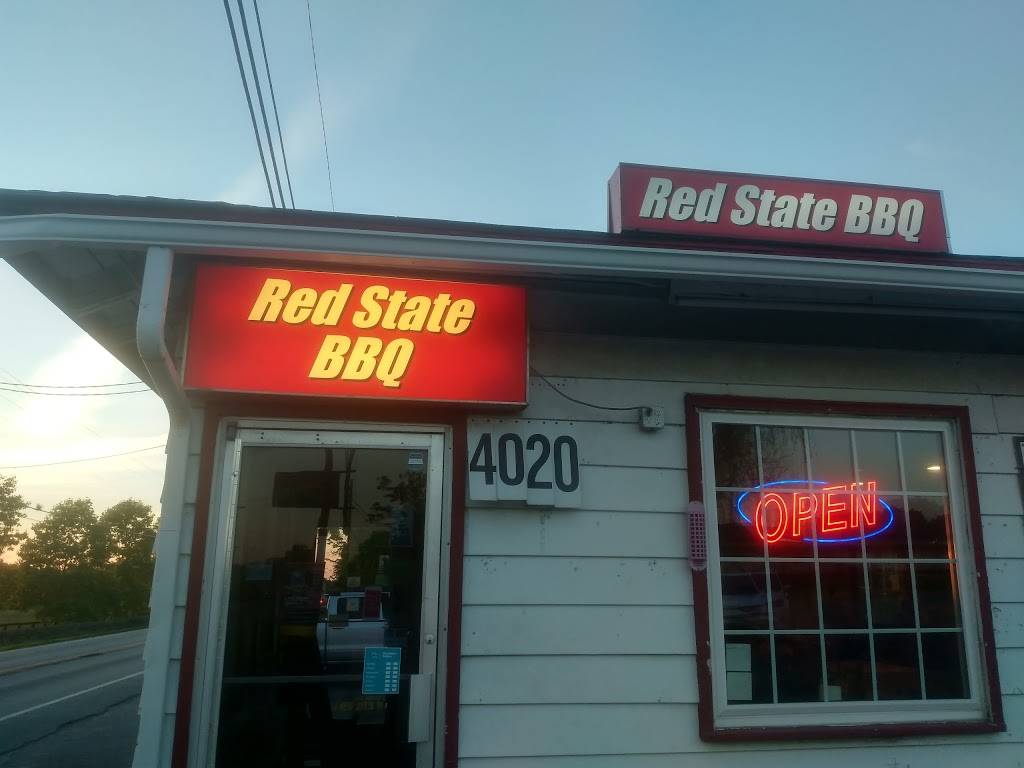 Red State BBQ
Red State
BBQ
4020
OPEN